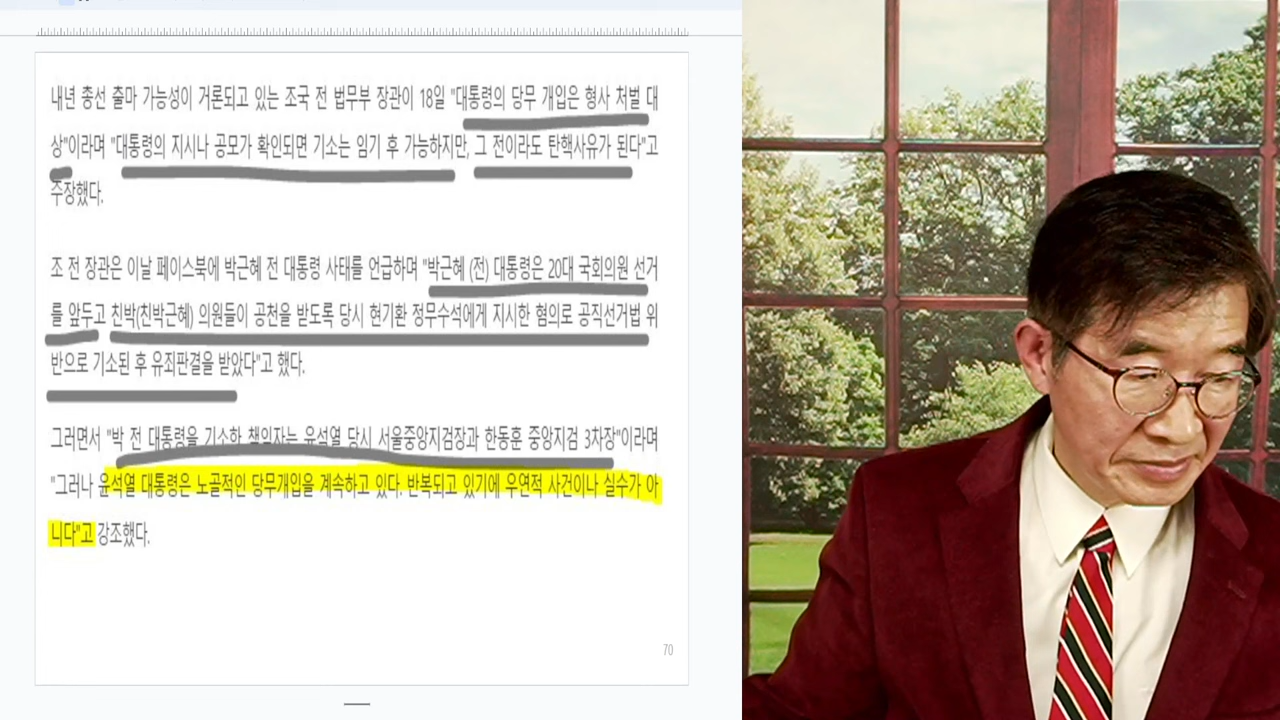 내년 총선 출마 가능성이 거론되고 있는 조국 전 법무부 장관이 18일 "대통령의 당무 개입은 형사 처벌 대
상"이라며 "대통령의 지시나 공모가 확인되면 기소는 임기 후 가능하지만, 그 전이라도 탄핵사유가 된다"고
주장했다.
조 전 장관은 이날 페이스북에 박근혜 전 대통령 사태를 언급하며 "박근혜 (전) 대통령은 20대 국회의원 선거
를 앞두고 친박(친박근혜) 의원들이 공천을 받도록 당시 현기환 정무수석에게 지시한 혐의로 공직선거법 위
반으로 기소된 후 유죄판결을 받았다"고 했다.
그러면서 "박 전 대통령을 기소한 책임자는 윤석열 당시 서울중앙지검장과 한동훈 중앙지검 3차장"이라며
"그러나 윤석열 대통령은 노골적인 당무개입을 계속하고 있다. 반복되고 있기에 우연적 사건이나 실수가 아
니다"고 강조했다.
70